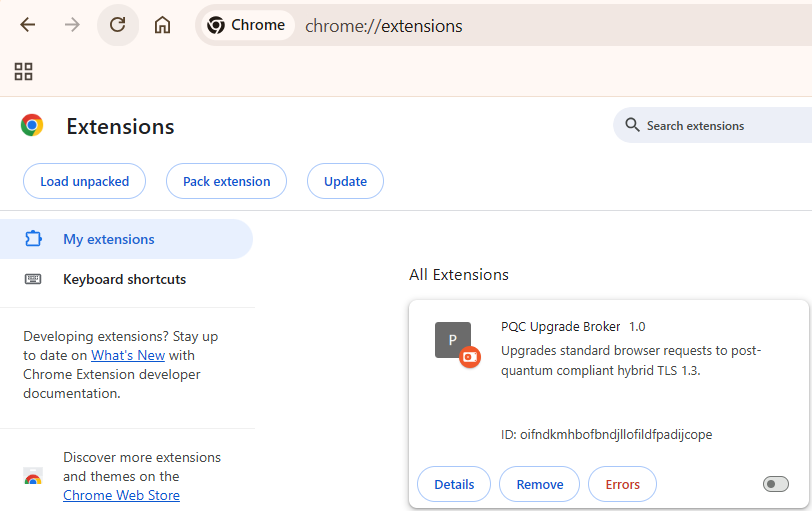 Chrome chrome://extensions
Extensions
Search extensions
Load unpacked Pack extension Update
My extensions
Keyboard shortcuts
Developing extensions? Stay up
to date on What's New with
Chrome Extension developer
documentation.
Discover more extensions
and themes on the
Chrome Web Store
All Extensions
P
PQC Upgrade Broker 1.0
Upgrades standard browser requests to post-
quantum compliant hybrid TLS 1.3.
ID: oifndkmhbofbndjllofildfpadijcope
Details Remove Errors